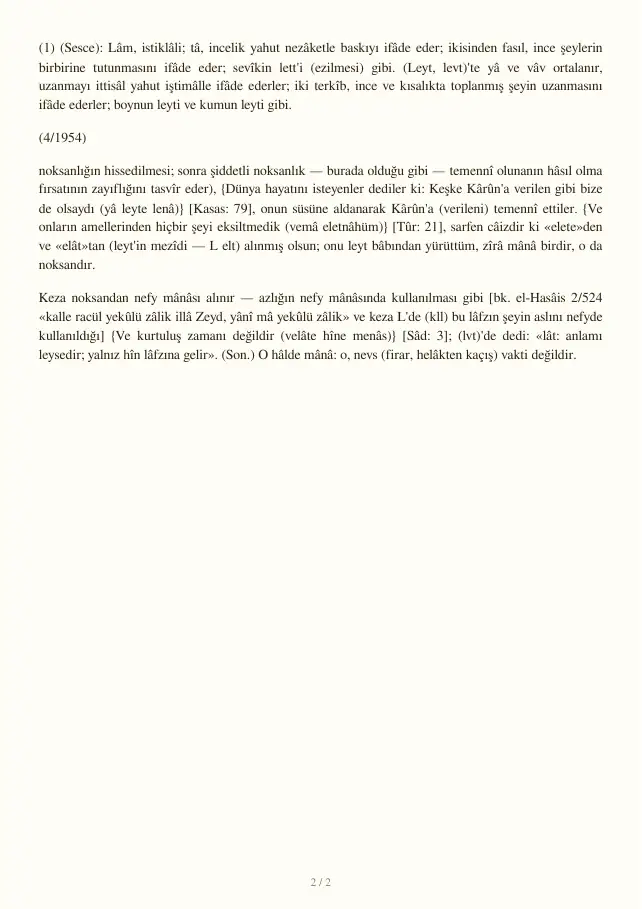 (1) (Sesce): Lâm, istiklâli; tâ, incelik yahut nezâketle baskıyı ifâde eder; ikisinden fasıl, ince şeylerin
birbirine tutunmasını ifâde eder; sevîkin lett'i (ezilmesi) gibi. (Leyt, levt)'te yâ ve vâv ortalanır,
uzanmayı ittisâl yahut iştimâlle ifâde ederler; iki terkîb, ince ve kısalıkta toplanmış şeyin uzanmasını
ifâde ederler; boynun leyti ve kumun leyti gibi.
(4/1954)
noksanlığın hissedilmesi; sonra şiddetli noksanlık — burada olduğu gibi — temennî olunanın hâsıl olma
fırsatının zayıflığını tasvîr eder), {Dünya hayatını isteyenler dediler ki: Keşke Kârûn'a verilen gibi bize
de olsaydı (yâ leyte lenâ)} [Kasas: 79], onun süsüne aldanarak Kârûn'a (verileni) temennî ettiler. {Ve
onların amellerinden hiçbir şeyi eksiltmedik (vemâ eletnâhüm)} [Tûr: 21], sarfen câizdir ki «elete»den
ve «elât»tan (leyt'in mezîdi — L elt) alınmış olsun; onu leyt bâbından yürüttüm, zîrâ mânâ birdir, o da
noksandır.
Keza noksandan nefy mânâsı alınır — azlığın nefy mânâsında kullanılması gibi [bk. el-Hasâis 2/524
«kalle racül yekûlü zâlik illâ Zeyd, yânî mâ yekûlü zâlik» ve keza L'de (kll) bu lâfzın şeyin aslını nefyde
kullanıldığı] {Ve kurtuluş zamanı değildir (velâte hîne menâs)} [Sâd: 3]; (lvt)'de dedi: «lât: anlamı
leysedir; yalnız hîn lâfzına gelir». (Son.) O hâlde mânâ: o, nevs (firar, helâkten kaçış) vakti değildir.
2 / 2